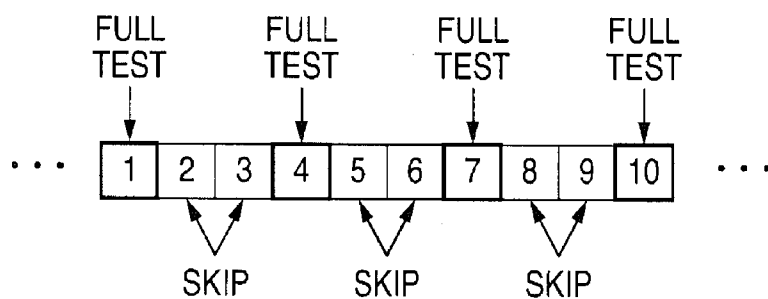 FULL TEST FULL TEST FULL TEST FULL TEST
... 1 2 3 4 5 6 7 8 9 10 ...
SKIP SKIP SKIP